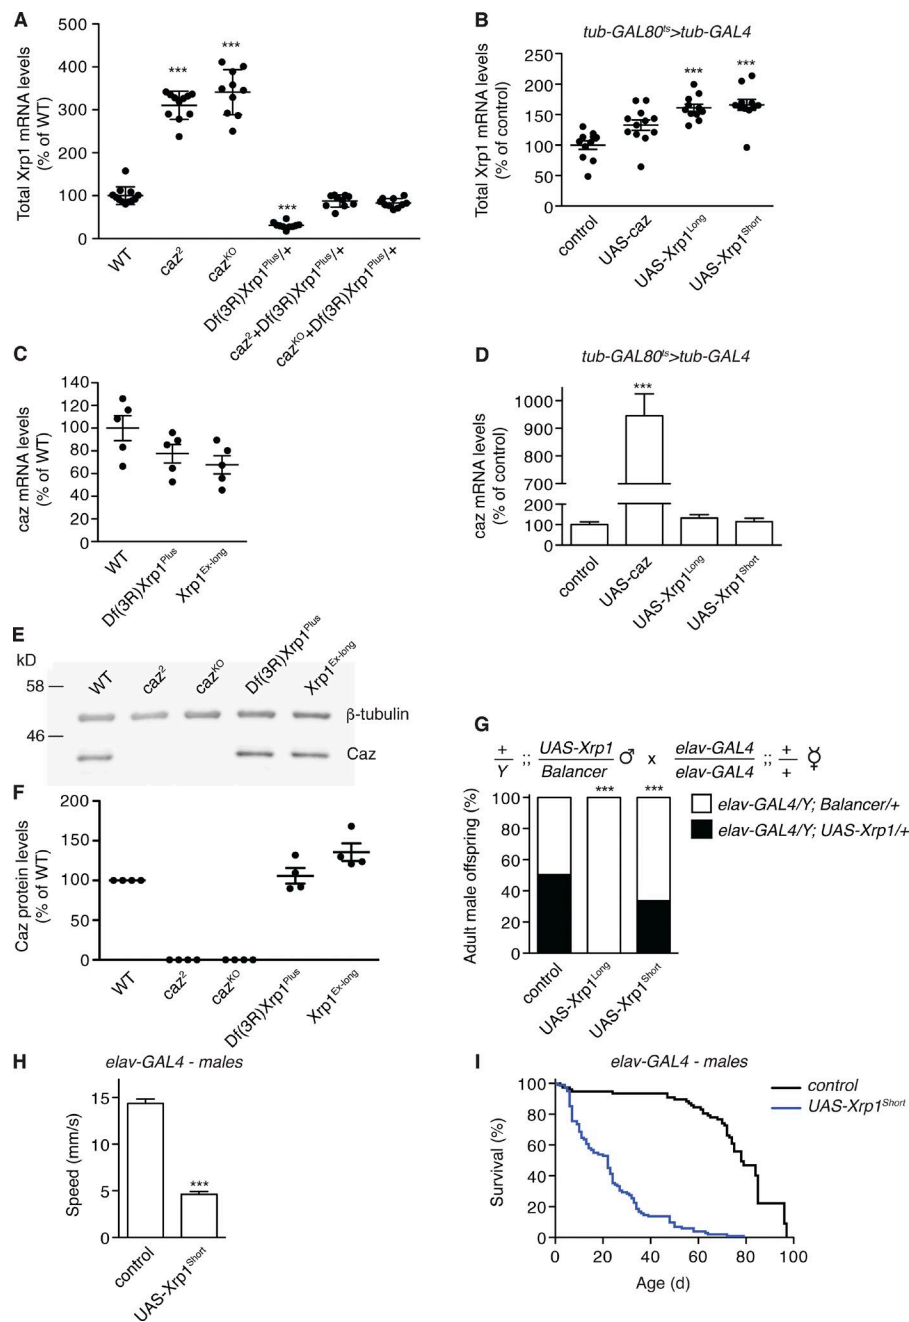 A
Total Xrp1 mRNA levels
(% of WT)
500
400
300
200
100
0
***
***
***
WT
caz²
cazᴷᴼ
Df(3R)Xrp1ᴾˡᵘˢ/+
caz²+Df(3R)Xrp1ᴾˡᵘˢ/+
cazᴷᴼ+Df(3R)Xrp1ᴾˡᵘˢ/+
B
tub-GAL80ᵗˢ>tub-GAL4
Total Xrp1 mRNA levels
(% of control)
250
200
150
100
50
0
***
***
control
UAS-caz
UAS-Xrp1ᴸᵒⁿᵍ
UAS-Xrp1ˢʰᵒʳᵗ
C
caz mRNA levels
(% of WT)
140
120
100
80
60
40
20
0
WT
Df(3R)Xrp1ᴾˡᵘˢ
Xrp1ᴱˣ⁻ˡᵒⁿᵍ
D
tub-GAL80ᵗˢ>tub-GAL4
caz mRNA levels
(% of control)
1000
900
800
700
200
100
0
***
control
UAS-caz
UAS-Xrp1ᴸᵒⁿᵍ
UAS-Xrp1ˢʰᵒʳᵗ
E
kD
58
46
WT
caz²
cazᴷᴼ
Df(3R)Xrp1ᴾˡᵘˢ
Xrp1ᴱˣ⁻ˡᵒⁿᵍ
β-tubulin
Caz
F
Caz protein levels
(% of WT)
200
150
100
50
0
WT
caz²
cazᴷᴼ
Df(3R)Xrp1ᴾˡᵘˢ
Xrp1ᴱˣ⁻ˡᵒⁿᵍ
G
+ UAS-Xrp1 elav-GAL4 +
;; ♂ x ;; ☿
Y Balancer elav-GAL4 +
Adult male offspring (%)
100
80
60
40
20
0
***
***
control
UAS-Xrp1ᴸᵒⁿᵍ
UAS-Xrp1ˢʰᵒʳᵗ
elav-GAL4/Y; Balancer/+
elav-GAL4/Y; UAS-Xrp1/+
H
elav-GAL4 - males
Speed (mm/s)
15
10
5
0
***
control
UAS-Xrp1ˢʰᵒʳᵗ
I
elav-GAL4 - males
Survival (%)
100
80
60
40
20
0
0 20 40 60 80 100
Age (d)
control
UAS-Xrp1ˢʰᵒʳᵗ